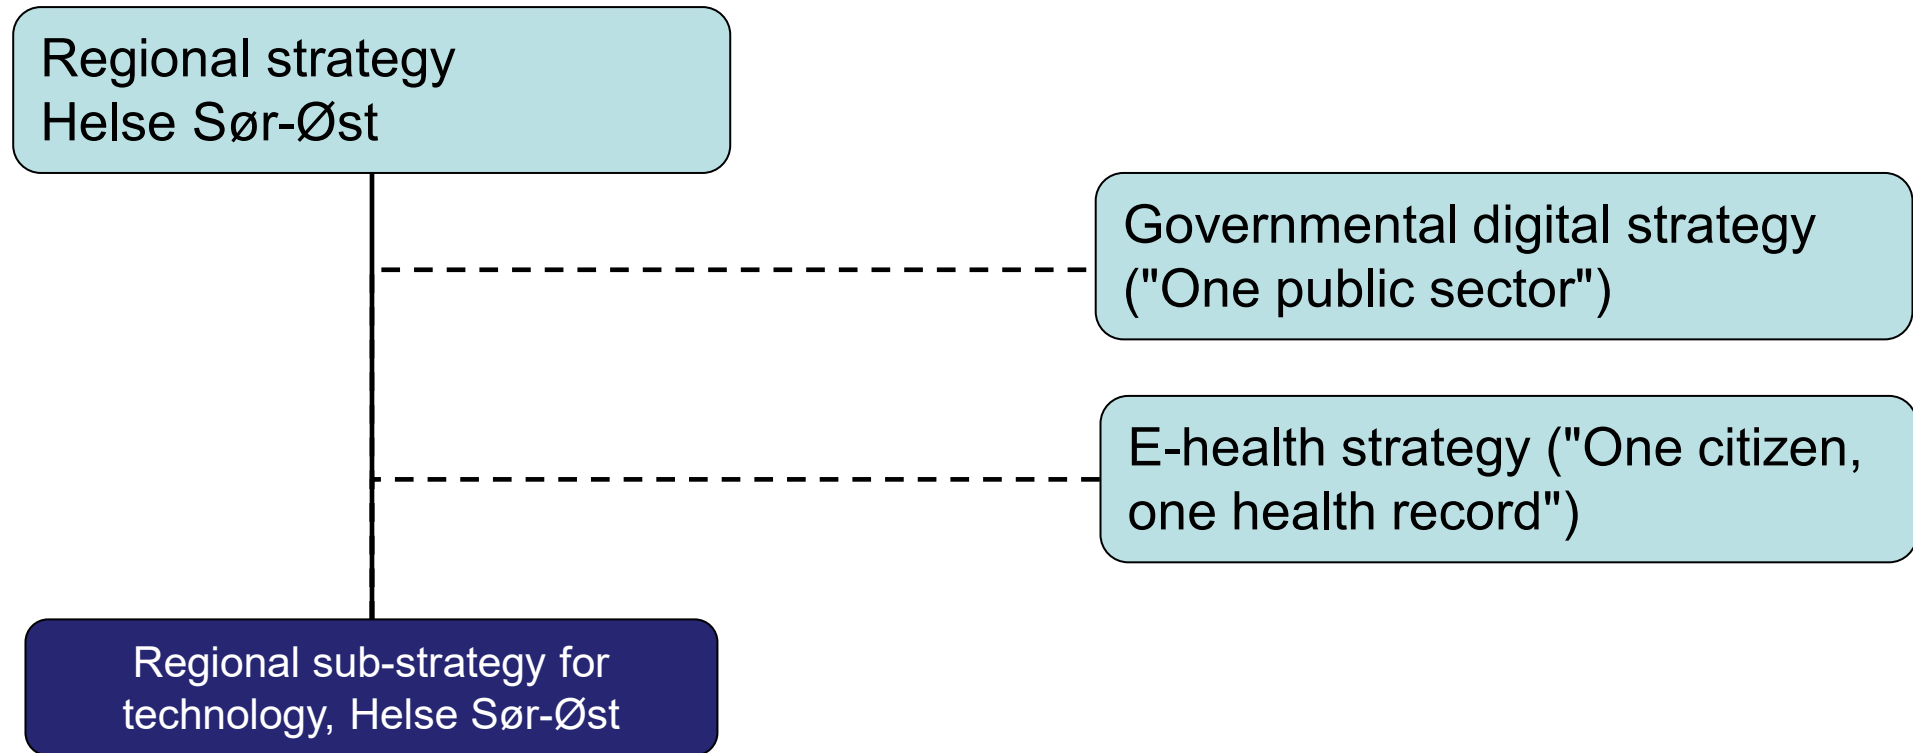 Regional strategy
Helse Sør-Øst
Governmental digital strategy
("One public sector")
E-health strategy ("One citizen,
one health record")
Regional sub-strategy for
technology, Helse Sør-Øst